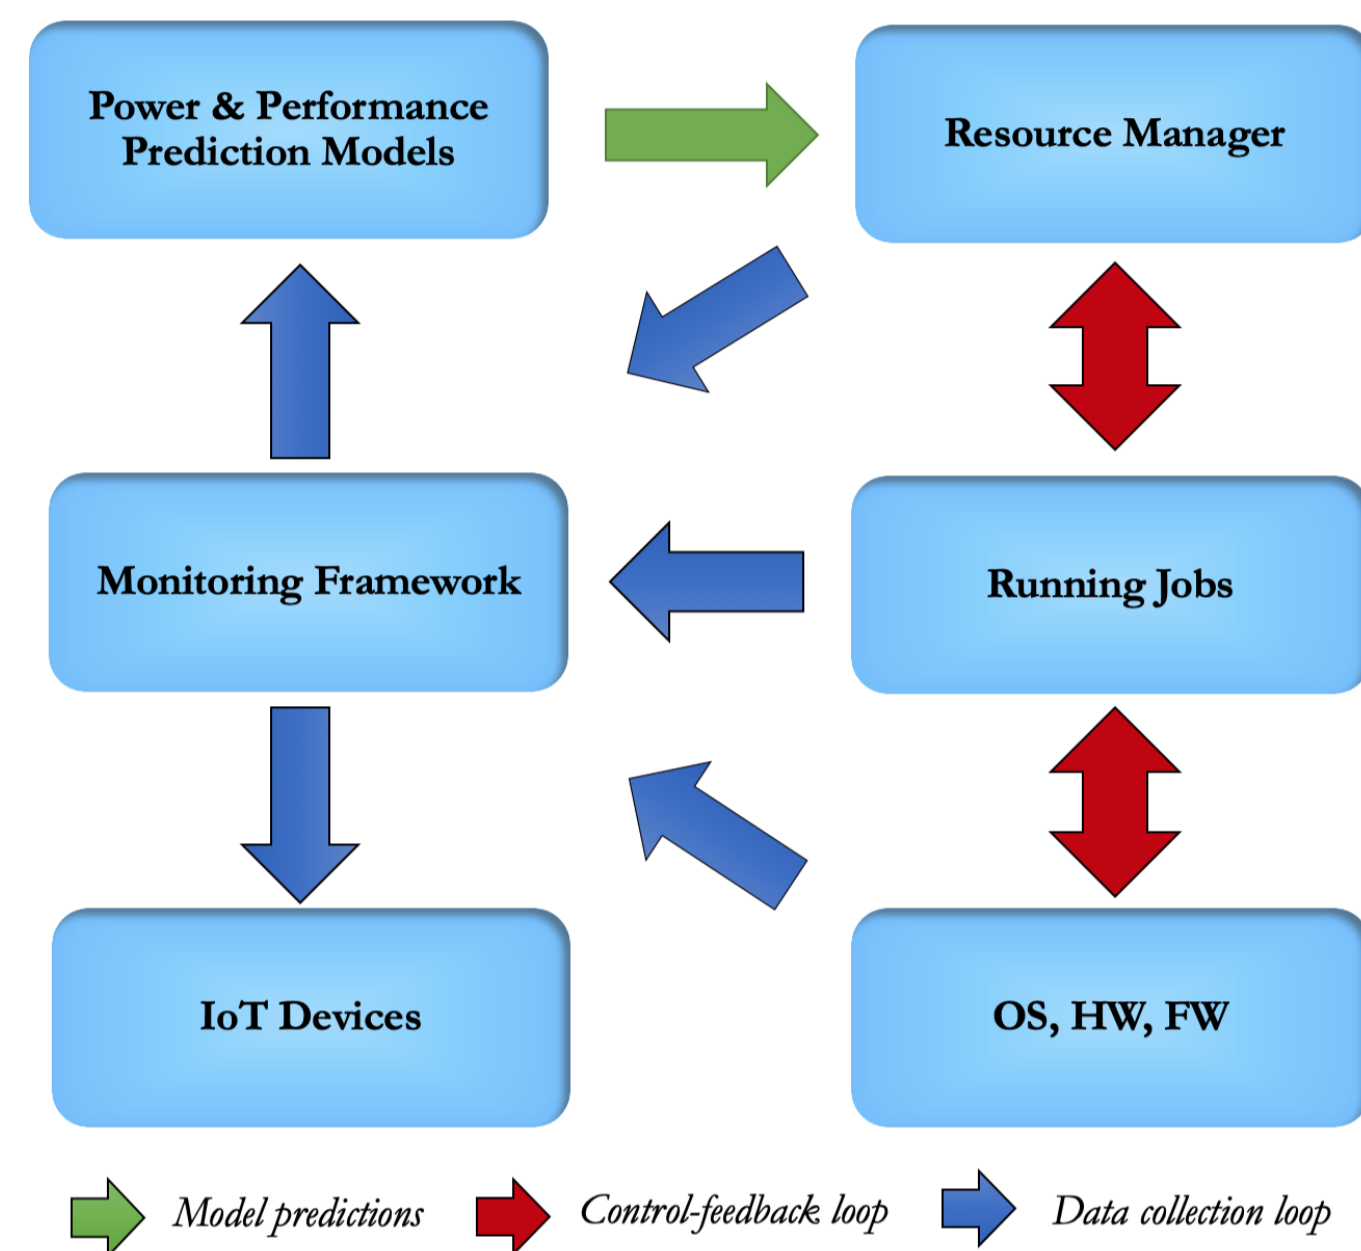 Power & Performance
Prediction Models
Resource Manager
Monitoring Framework
Running Jobs
IoT Devices
OS, HW, FW
Model predictions
Control-feedback loop
Data collection loop